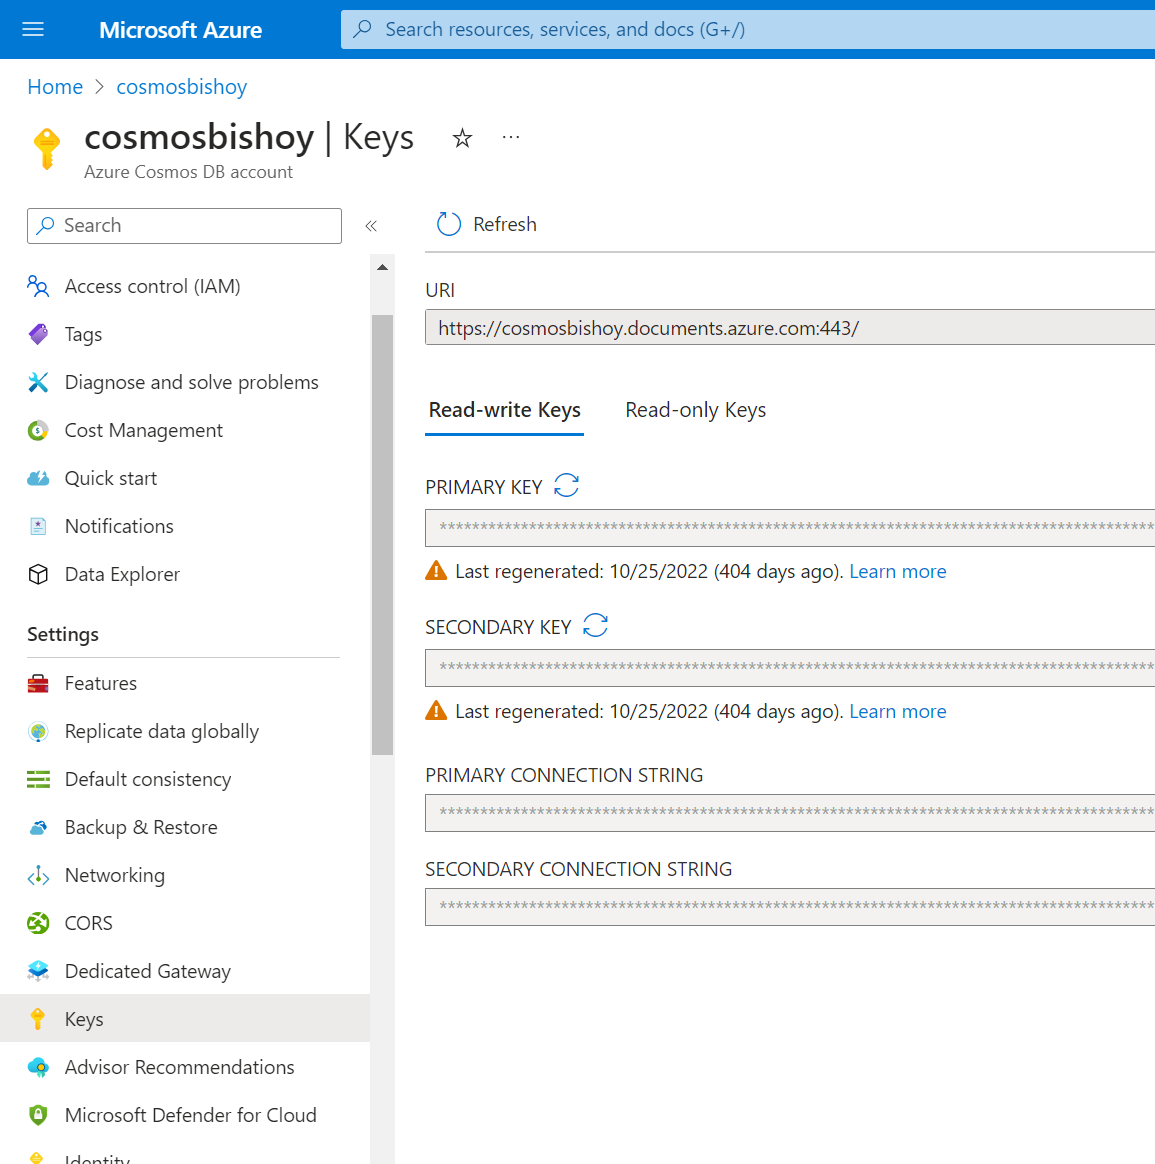 Microsoft Azure
Search resources, services, and docs (G+/)
Home > cosmosbishoy
cosmosbishoy | Keys
Azure Cosmos DB account
Search
«
Refresh
Access control (IAM)
Tags
Diagnose and solve problems
Cost Management
Quick start
Notifications
Data Explorer
Settings
Features
Replicate data globally
Default consistency
Backup & Restore
Networking
CORS
Dedicated Gateway
Keys
Advisor Recommendations
Microsoft Defender for Cloud
Identity
URI
https://cosmosbishoy.documents.azure.com:443/
Read-write Keys
Read-only Keys
PRIMARY KEY
Last regenerated: 10/25/2022 (404 days ago). Learn more
SECONDARY KEY
Last regenerated: 10/25/2022 (404 days ago). Learn more
PRIMARY CONNECTION STRING
SECONDARY CONNECTION STRING